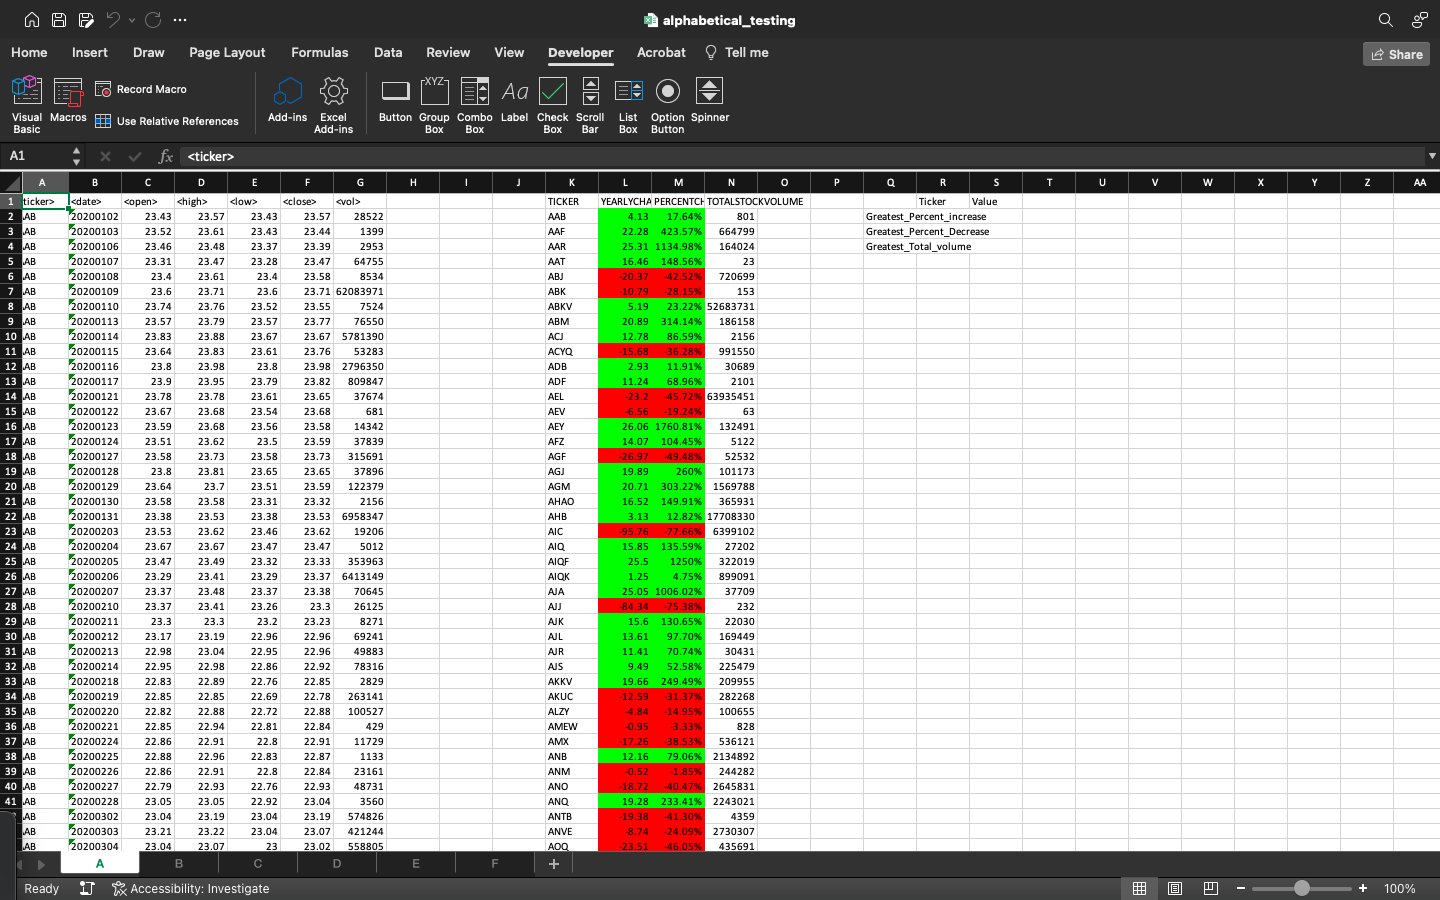 alphabetical_testing
Home Insert Draw Page Layout Formulas Data Review View Developer Acrobat Tell me Share
Visual Basic Macros Record Macro Use Relative References Add-ins Excel Add-ins Button Group Box Combo Box Label Check Box Scroll Bar List Box Option Button Spinner
A1 fx <ticker>
A B C D E F G H I J K L M N O P Q R S T U V W X Y Z AA
1 ticker> <date> <open> <high> <low> <close> <vol> TICKER YEARLYCHA PERCENTCH TOTALSTOCKVOLUME Ticker Value
2 AB 20200102 23.43 23.57 23.43 23.57 28522 AAB 4.13 17.64% 801 Greatest_Percent_increase
3 AB 20200103 23.52 23.61 23.43 23.44 1399 AAF 22.28 423.57% 664799 Greatest_Percent_Decrease
4 AB 20200106 23.46 23.48 23.37 23.39 2953 AAR 25.31 1134.98% 164024 Greatest_Total_volume
5 AB 20200107 23.31 23.47 23.28 23.47 64755 AAT 16.46 148.56% 23
6 AB 20200108 23.4 23.61 23.4 23.58 8534 ABJ -20.37 -42.52% 720699
7 AB 20200109 23.6 23.71 23.6 23.71 62083971 ABK -10.79 -28.15% 153
8 AB 20200110 23.74 23.76 23.52 23.55 7524 ABKV 5.19 23.22% 52683731
9 AB 20200113 23.57 23.79 23.57 23.77 76550 ABM 20.89 314.14% 186158
10 AB 20200114 23.83 23.88 23.67 23.67 5781390 ACJ 12.78 86.59% 2156
11 AB 20200115 23.64 23.83 23.61 23.76 53283 ACYQ -15.68 -36.28% 991550
12 AB 20200116 23.8 23.98 23.8 23.98 2796350 ADB 2.93 11.91% 30689
13 AB 20200117 23.9 23.95 23.79 23.82 809847 ADF 11.24 68.96% 2101
14 AB 20200121 23.78 23.78 23.61 23.65 37674 AEL -23.2 -45.72% 63935451
15 AB 20200122 23.67 23.68 23.54 23.68 681 AEV -6.56 -19.24% 63
16 AB 20200123 23.59 23.68 23.56 23.58 14342 AEY 26.06 1760.81% 132491
17 AB 20200124 23.51 23.62 23.5 23.59 37839 AFZ 14.07 104.45% 5122
18 AB 20200127 23.58 23.73 23.58 23.73 315691 AGF -26.97 -49.48% 52532
19 AB 20200128 23.8 23.81 23.65 23.65 37896 AGJ 19.89 260% 101173
20 AB 20200129 23.64 23.7 23.51 23.59 122379 AGM 20.71 303.22% 1569788
21 AB 20200130 23.58 23.58 23.31 23.32 2156 AHAO 16.52 149.91% 365931
22 AB 20200131 23.38 23.53 23.38 23.53 6958347 AHB 3.13 12.82% 17708330
23 AB 20200203 23.53 23.62 23.46 23.62 19206 AIC -95.76 -77.66% 6399102
24 AB 20200204 23.67 23.67 23.47 23.47 5012 AIQ 15.85 135.59% 27202
25 AB 20200205 23.47 23.49 23.32 23.33 353963 AIQF 25.5 1250% 322019
26 AB 20200206 23.29 23.41 23.29 23.37 6413149 AIQK 1.25 4.75% 899091
27 AB 20200207 23.37 23.48 23.37 23.38 70645 AJA 25.05 1006.02% 37709
28 AB 20200210 23.37 23.41 23.26 23.3 26125 AJJ -84.34 -75.38% 232
29 AB 20200211 23.3 23.3 23.2 23.23 8271 AJK 15.6 130.65% 22030
30 AB 20200212 23.17 23.19 22.96 22.96 69241 AJL 13.61 97.70% 169449
31 AB 20200213 22.98 23.04 22.95 22.96 49883 AJR 11.41 70.74% 30431
32 AB 20200214 22.95 22.98 22.86 22.92 78316 AJS 9.49 52.58% 225479
33 AB 20200218 22.83 22.89 22.76 22.85 2829 AKKV 19.66 249.49% 209955
34 AB 20200219 22.85 22.85 22.69 22.78 263141 AKUC -12.59 -31.37% 282268
35 AB 20200220 22.82 22.88 22.72 22.88 100527 ALZY -4.84 -14.95% 100655
36 AB 20200221 22.85 22.94 22.81 22.84 429 AMEW -0.95 -3.33% 828
37 AB 20200224 22.86 22.91 22.8 22.91 11729 AMX -17.26 -38.53% 536121
38 AB 20200225 22.88 22.96 22.83 22.87 1133 ANB 12.16 79.06% 2134892
39 AB 20200226 22.86 22.91 22.8 22.84 23161 ANM -0.52 -1.85% 244282
40 AB 20200227 22.79 22.93 22.76 22.93 48731 ANO -18.72 -40.47% 2645831
41 AB 20200228 23.05 23.05 22.92 23.04 3560 ANQ 19.28 233.41% 2243021
AB 20200302 23.04 23.19 23.04 23.19 574826 ANTB -19.38 -41.30% 4359
AB 20200303 23.21 23.22 23.04 23.07 421244 ANVE -8.74 -24.09% 2730307
AB 20200304 23.04 23.07 23 23.02 558805 AOQ -23.51 -46.05% 435691
A B C D E F
Ready Accessibility: Investigate 100%